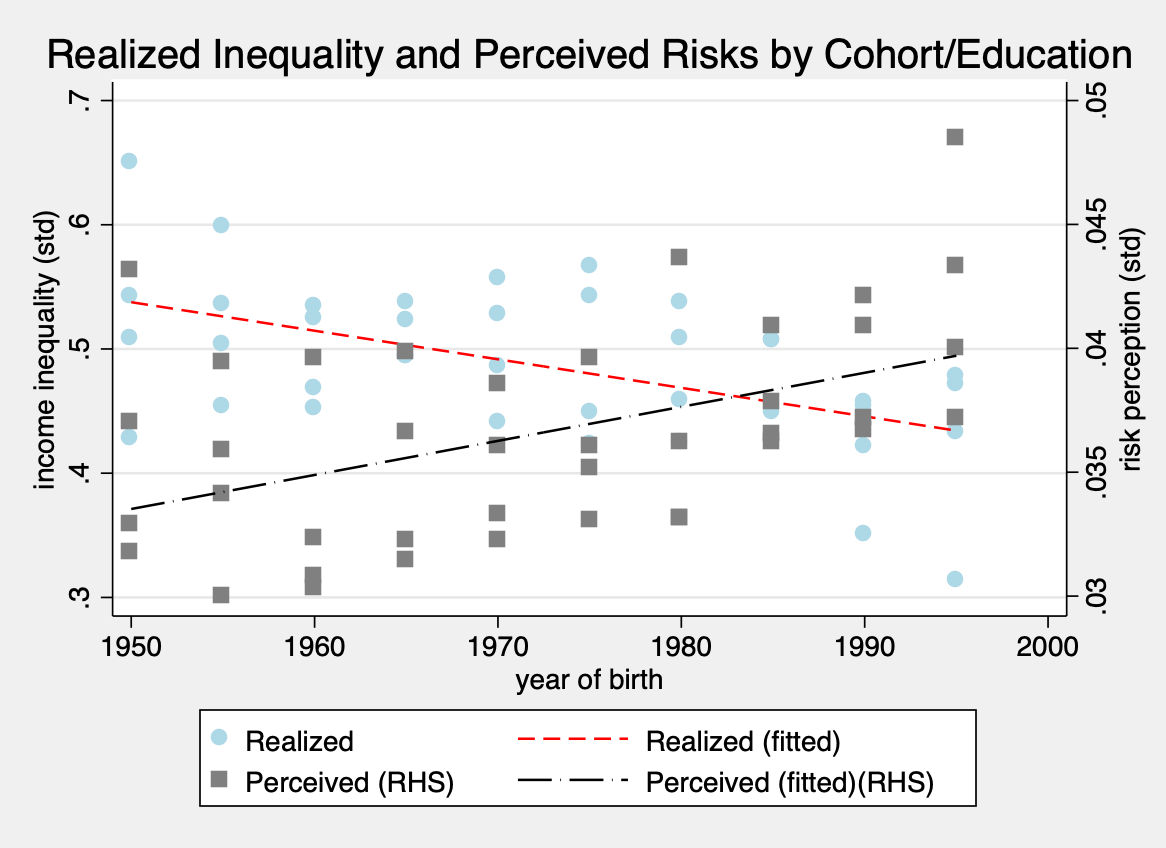 Realized Inequality and Perceived Risks by Cohort/Education
income inequality (std)
.7
.6
.5
.4
.3
.05
.045
.04
.035
.03
risk perception (std)
1950 1960 1970 1980 1990 2000
year of birth
Realized Realized (fitted)
Perceived (RHS) Perceived (fitted)(RHS)